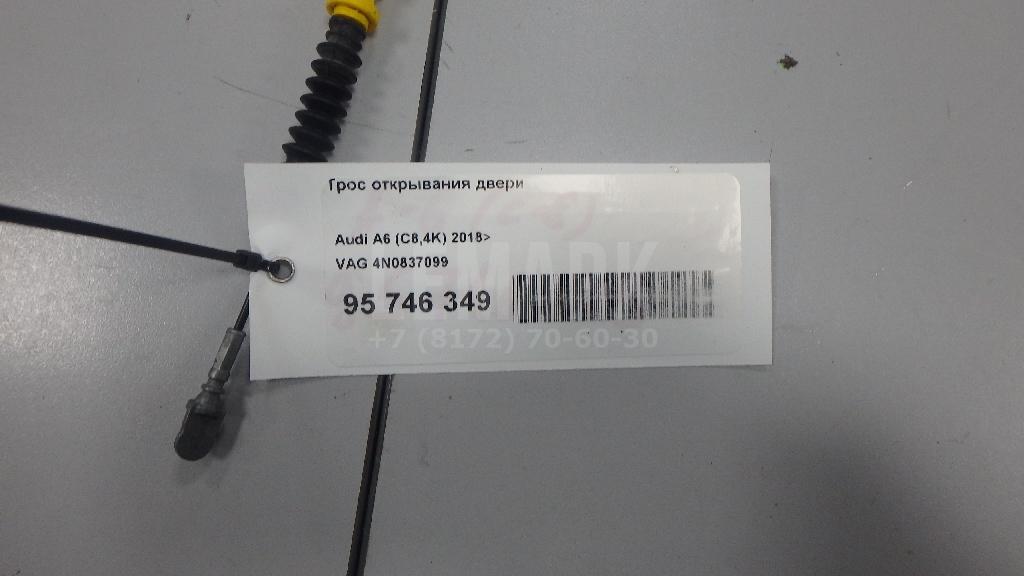 Трос открывания двери
Audi A6 (C8,4K) 2018>
VAG 4N0837099
95 746 349
+7 (8172) 70-60-30